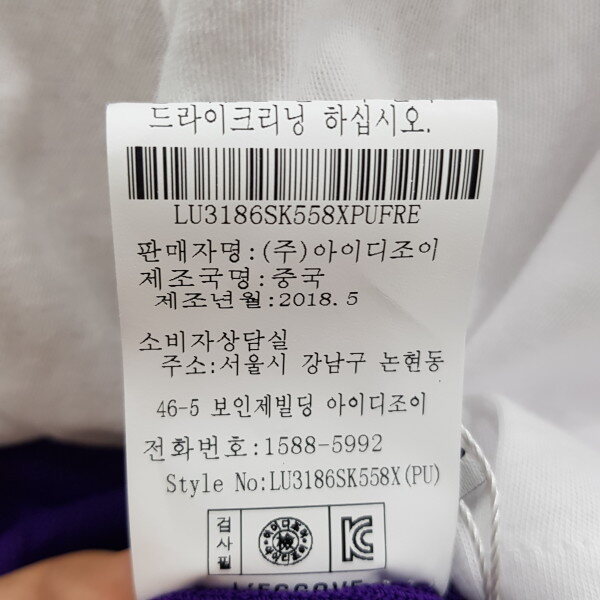 드라이크리닝 하십시오.
LU3186SK558XPUFRE
판매자명:(주)아이디조이
제조국명:중국
제조년월:2018.5
소비자상담실
주소:서울시 강남구 논현동
46-5 보인제빌딩 아이디조이
전화번호:1588-5992
Style No:LU3186SK558X(PU)
검사필